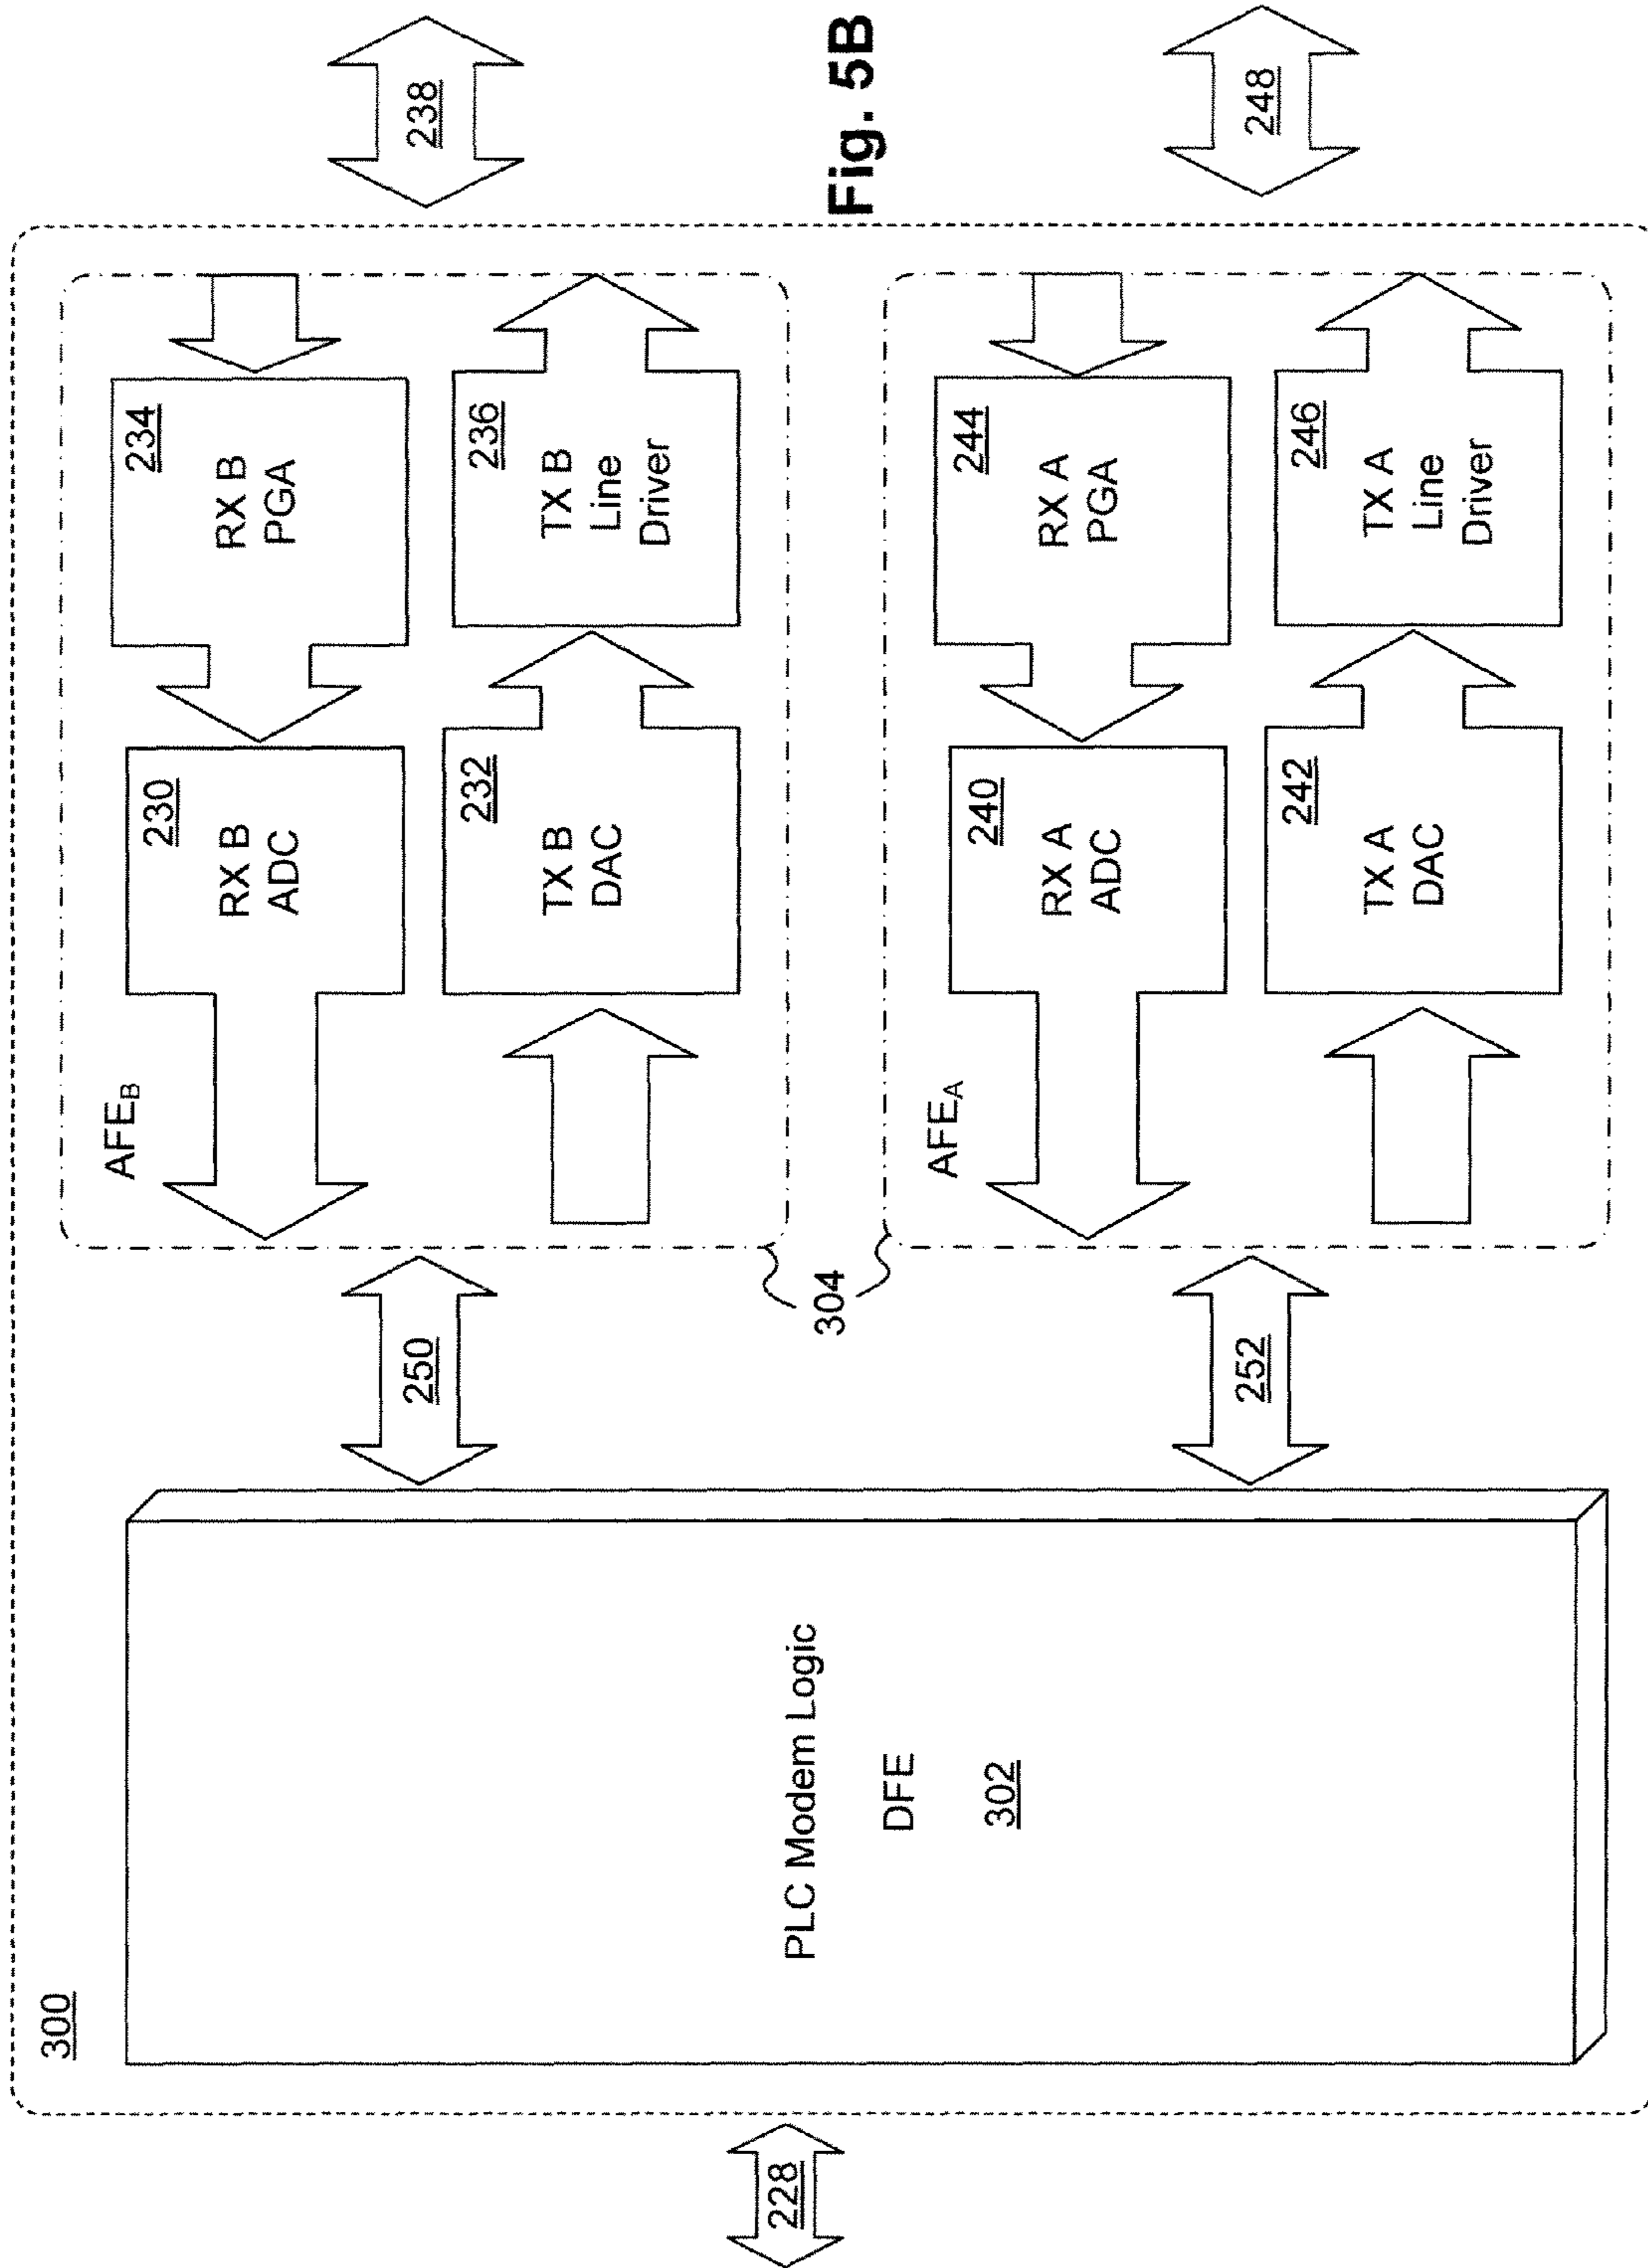 300
228
PLC Modem Logic
DFE
302
250
252
304
AFEB
230
RX B
ADC
234
RX B
PGA
232
TX B
DAC
236
TX B
Line
Driver
AFEA
240
RX A
ADC
244
RX A
PGA
242
TX A
DAC
246
TX A
Line
Driver
238
248
Fig. 5B